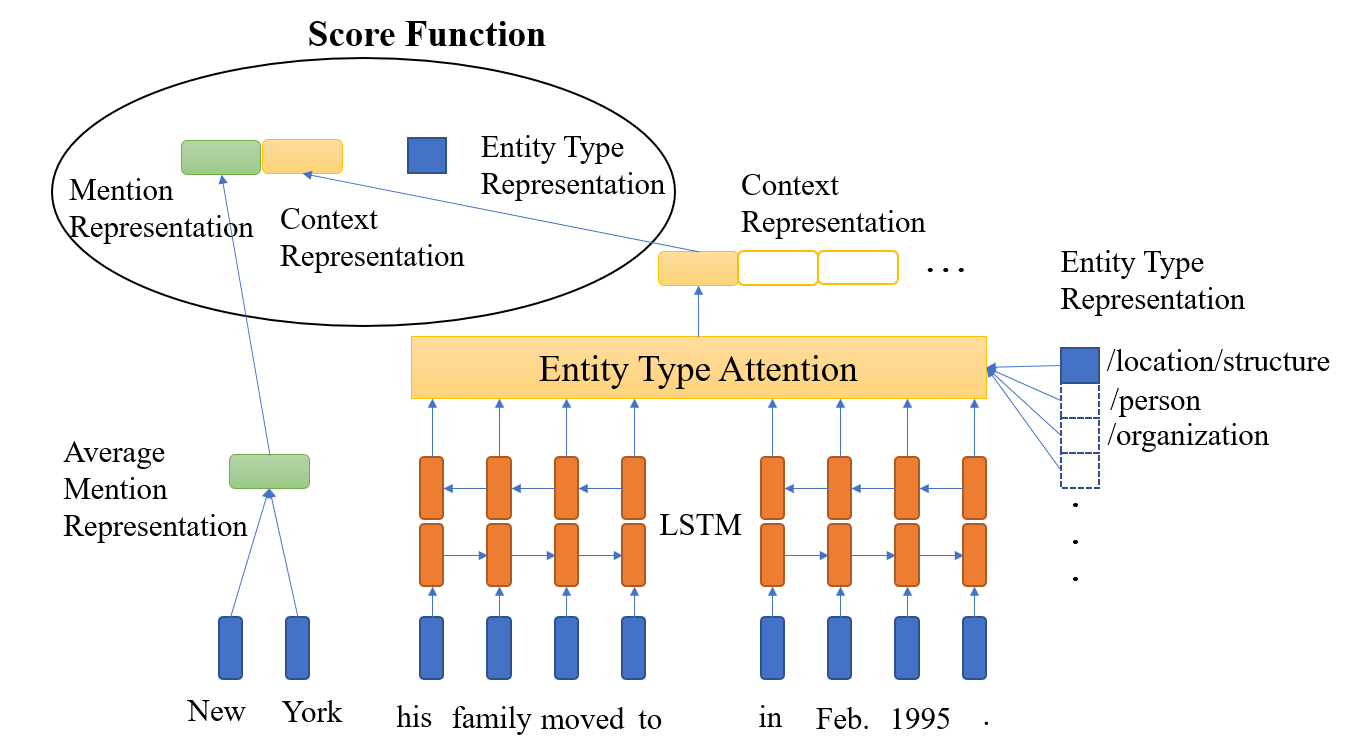 Score Function
Entity Type
Representation
Mention
Representation
Context
Representation
Context
Representation
...
Entity Type
Representation
/location/structure
/person
/organization
.
.
.
Entity Type Attention
Average
Mention
Representation
LSTM
New York
his family moved to in Feb. 1995 .